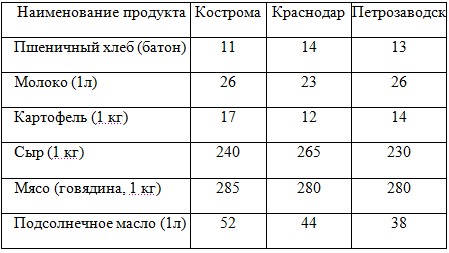 Наименование продукта Кострома Краснодар Петрозаводск
Пшеничный хлеб (батон) 11 14 13
Молоко (1л) 26 23 26
Картофель (1 кг) 17 12 14
Сыр (1 кг) 240 265 230
Мясо (говядина, 1 кг) 285 280 280
Подсолнечное масло (1л) 52 44 38